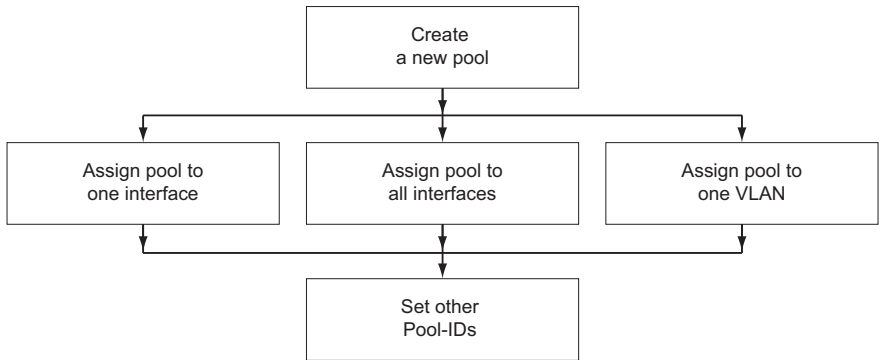 Create
a new pool
Assign pool to
one interface
Assign pool to
all interfaces
Assign pool to
one VLAN
Set other
Pool-IDs